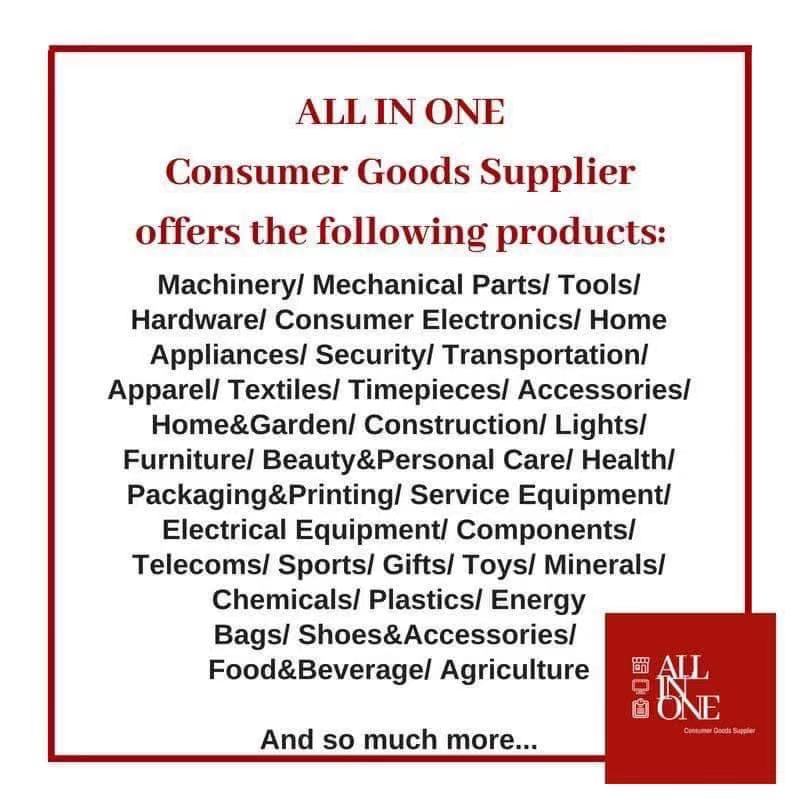 ALL IN ONE
Consumer Goods Supplier
offers the following products:
Machinery/ Mechanical Parts/ Tools/
Hardware/ Consumer Electronics/ Home
Appliances/ Security/ Transportation/
Apparel/ Textiles/ Timepieces/ Accessories/
Home&Garden/ Construction/ Lights/
Furniture/ Beauty&Personal Care/ Health/
Packaging&Printing/ Service Equipment/
Electrical Equipment/ Components/
Telecoms/ Sports/ Gifts/ Toys/ Minerals/
Chemicals/ Plastics/ Energy
Bags/ Shoes&Accessories/
Food&Beverage/ Agriculture
And so much more...
ALL
IN
ONE
Consumer Goods Supplier